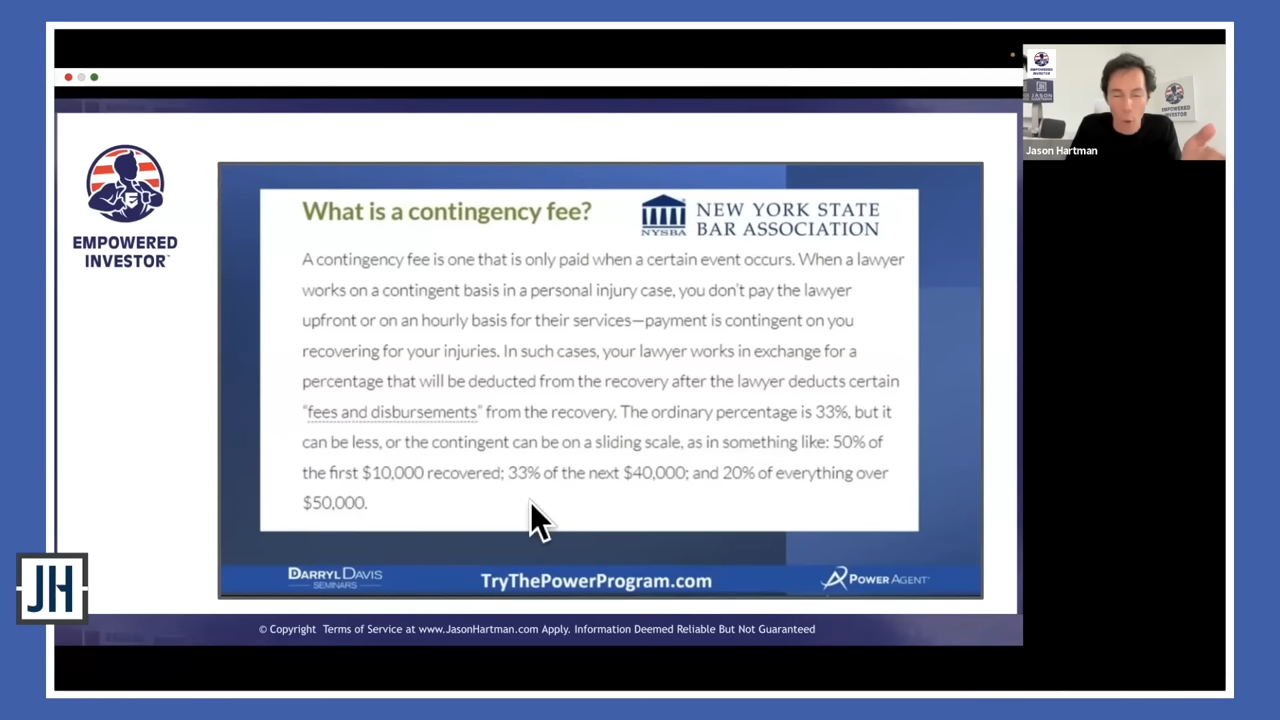 EMPOWERED
INVESTOR
EMPOWERED
INVESTOR
Jason Hartman
EMPOWERED
INVESTOR™
What is a contingency fee?
NYSBA
NEW YORK STATE
BAR ASSOCIATION
A contingency fee is one that is only paid when a certain event occurs. When a lawyer
works on a contingent basis in a personal injury case, you don't pay the lawyer
upfront or on an hourly basis for their services—payment is contingent on you
recovering for your injuries. In such cases, your lawyer works in exchange for a
percentage that will be deducted from the recovery after the lawyer deducts certain
“fees and disbursements” from the recovery. The ordinary percentage is 33%, but it
can be less, or the contingent can be on a sliding scale, as in something like: 50% of
the first $10,000 recovered; 33% of the next $40,000; and 20% of everything over
$50,000.
DARRYL DAVIS
SEMINARS
TryThePowerProgram.com
POWER AGENT
JH
© Copyright Terms of Service at www.JasonHartman.com Apply. Information Deemed Reliable But Not Guaranteed